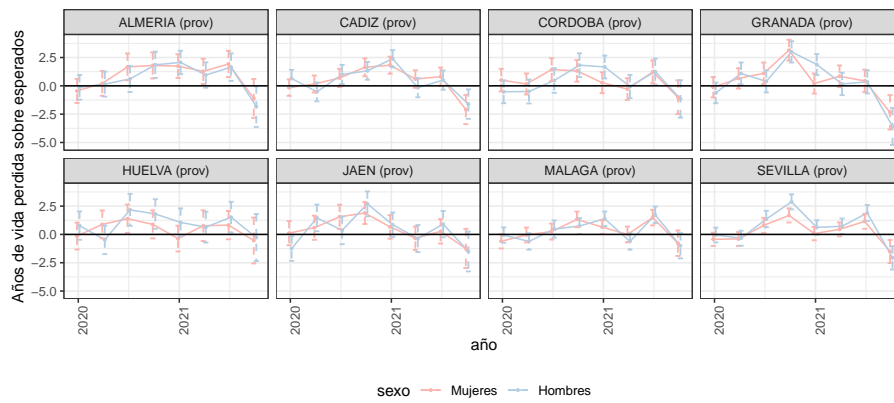 ALMERIA (prov)
CADIZ (prov)
CORDOBA (prov)
GRANADA (prov)
2.5
0.0
−2.5
−5.0
HUELVA (prov)
JAEN (prov)
MALAGA (prov)
SEVILLA (prov)
2.5
0.0
−2.5
−5.0
Años de vida perdida sobre esperados
2020
2021
2020
2021
2020
2021
2020
2021
año
sexo Mujeres Hombres